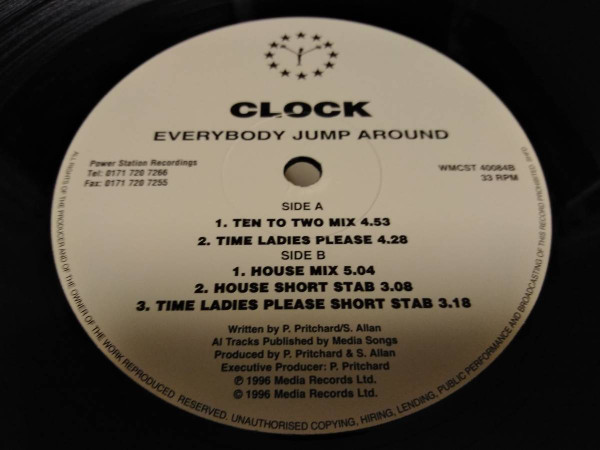 CLOCK
EVERYBODY JUMP AROUND
Power Station Recordings
Tel: 0171 720 7266
Fax: 0171 720 7255
WMCST 40064B
33 RPM
SIDE A
1. TEN TO TWO MIX 4.53
2. TIME LADIES PLEASE 4.28
SIDE B
1. HOUSE MIX 5.04
2. HOUSE SHORT STAB 3.08
3. TIME LADIES PLEASE SHORT STAB 3.18
Written by P. Pritchard/S. Allan
Al Tracks Published by Media Songs
Produced by P. Pritchard & S. Allan
Executive Producer: P. Pritchard
℗ 1996 Media Records Ltd.
© 1996 Media Records Ltd.
ALL RIGHTS OF THE PRODUCER AND OF THE OWNER OF THE WORK REPRODUCED RESERVED. UNAUTHORISED COPYING, HIRING, LENDING, PUBLIC PERFORMANCE AND BROADCASTING OF THIS RECORD PROHIBITED.